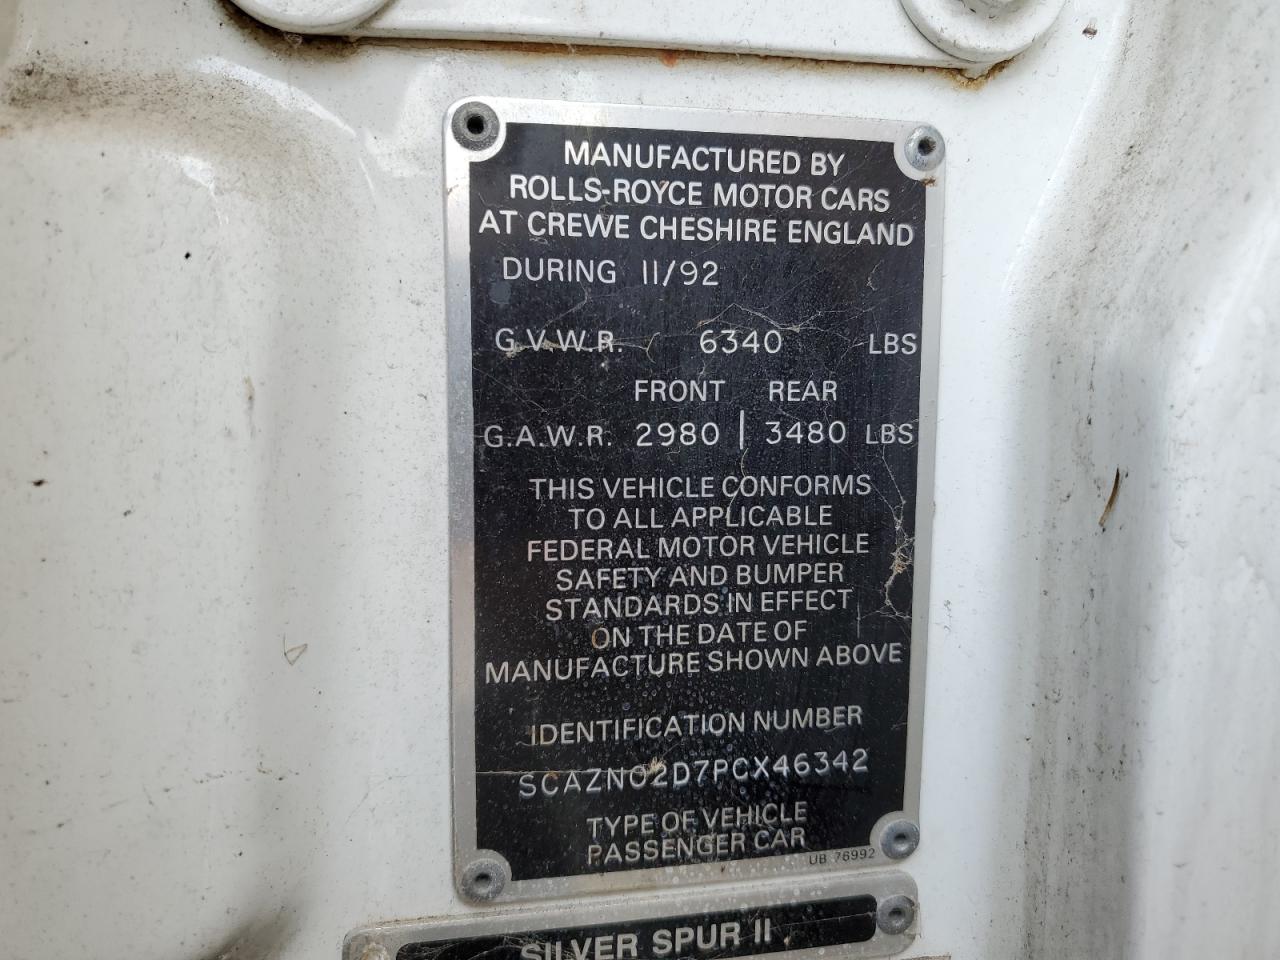 MANUFACTURED BY
ROLLS-ROYCE MOTOR CARS
AT CREWE CHESHIRE ENGLAND
DURING 11/92
G.V.W.R. 6340 LBS
FRONT REAR
G.A.W.R. 2980 | 3480 LBS
THIS VEHICLE CONFORMS
TO ALL APPLICABLE
FEDERAL MOTOR VEHICLE
SAFETY AND BUMPER
STANDARDS IN EFFECT
ON THE DATE OF
MANUFACTURE SHOWN ABOVE
IDENTIFICATION NUMBER
SCAZN02D7PCX46342
TYPE OF VEHICLE
PASSENGER CAR
UB 76992
SILVER SPUR II